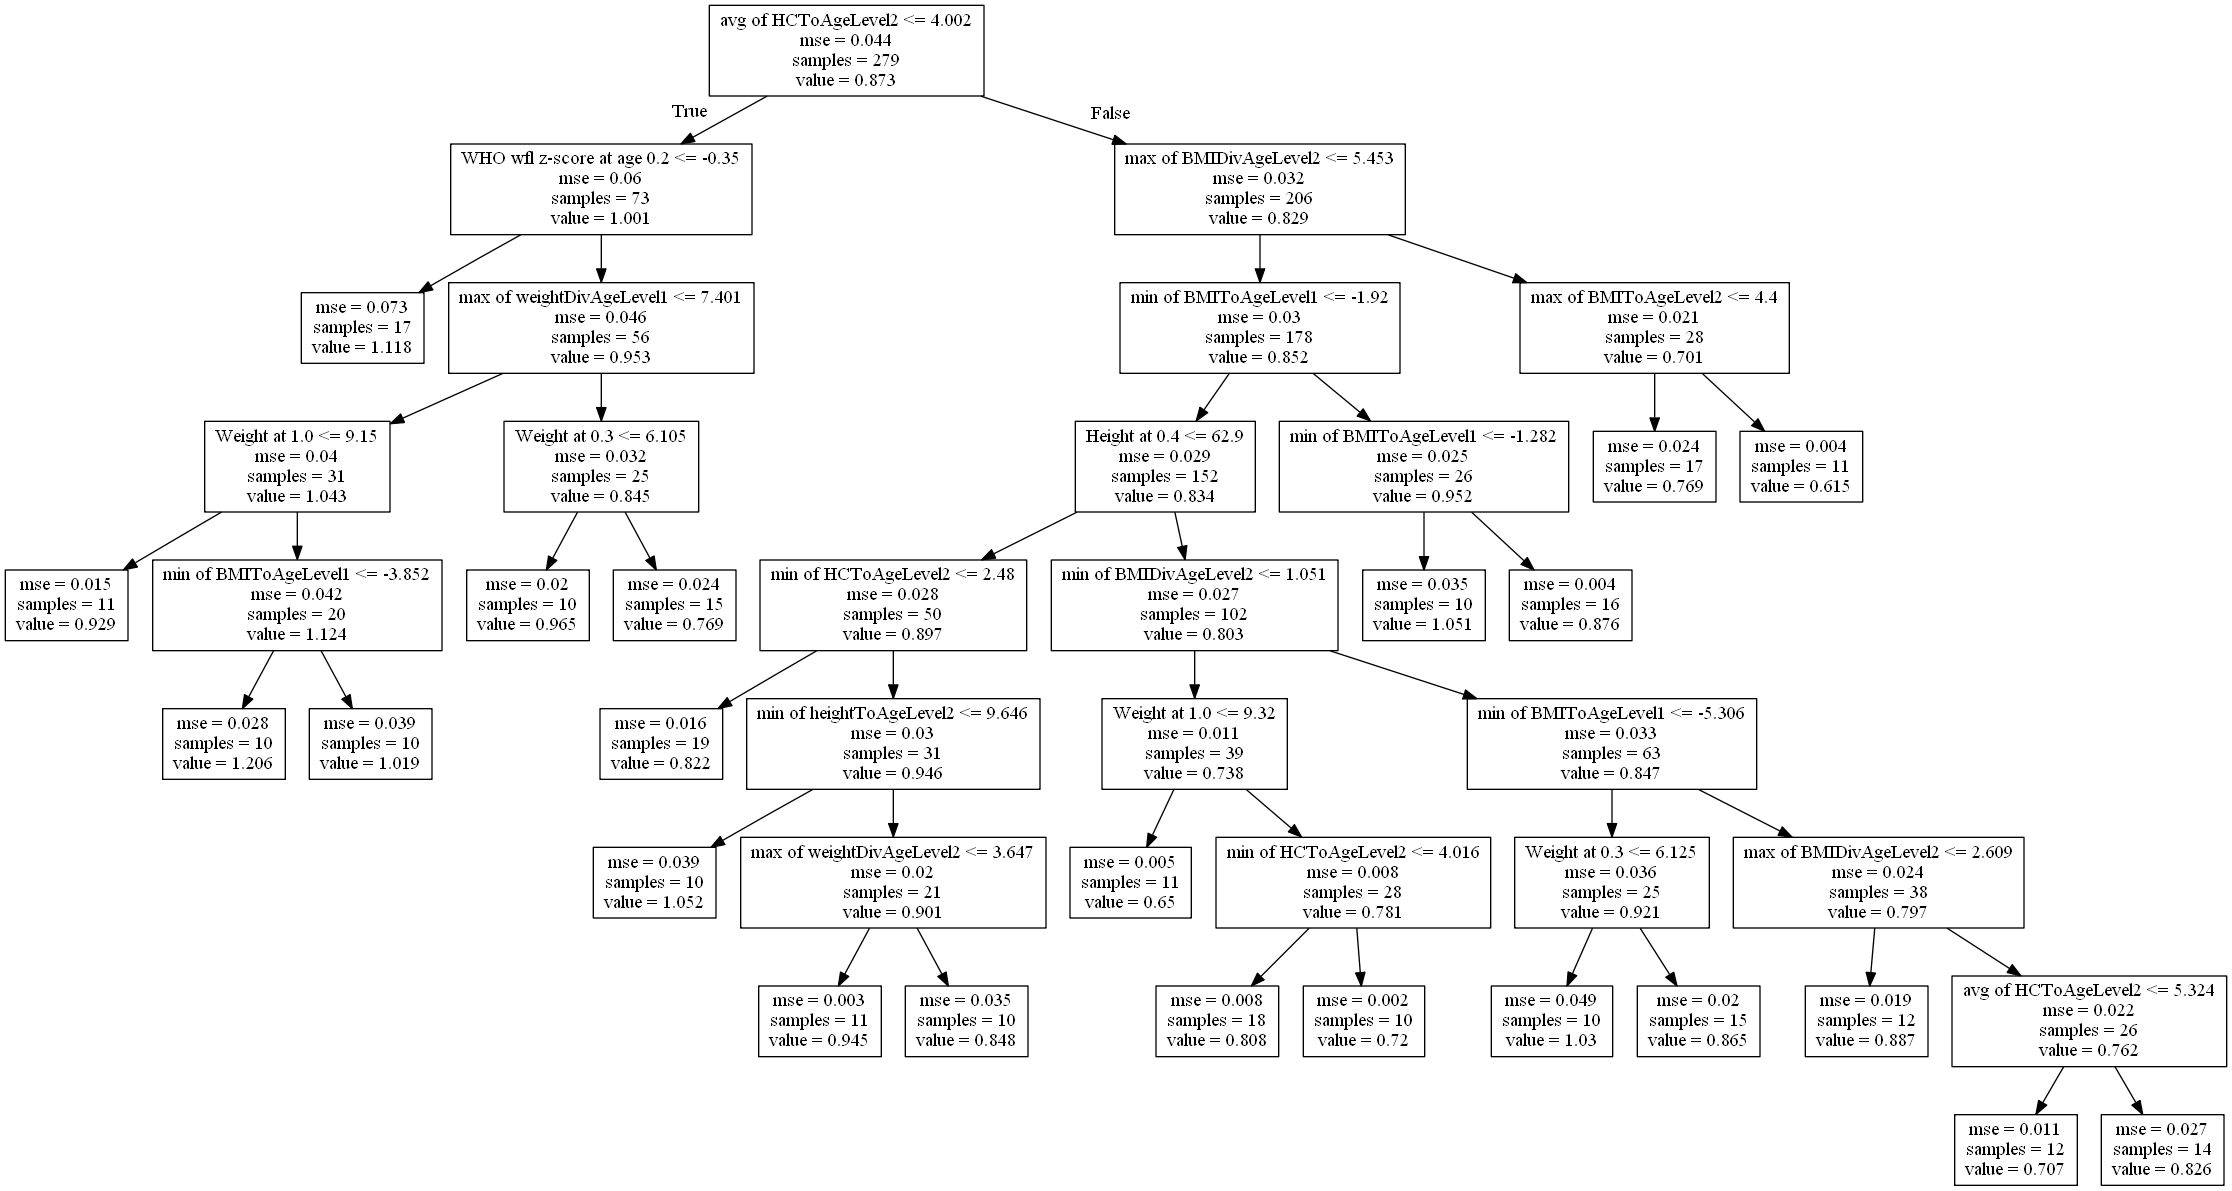 avg of HCToAgeLevel2 <= 4.002
mse = 0.044
samples = 279
value = 0.873
True
False
WHO wfl z-score at age 0.2 <= -0.35
mse = 0.06
samples = 73
value = 1.001
max of BMIDivAgeLevel2 <= 5.453
mse = 0.032
samples = 206
value = 0.829
mse = 0.073
samples = 17
value = 1.118
max of weightDivAgeLevel1 <= 7.401
mse = 0.046
samples = 56
value = 0.953
min of BMIToAgeLevel1 <= -1.92
mse = 0.03
samples = 178
value = 0.852
max of BMIToAgeLevel2 <= 4.4
mse = 0.021
samples = 28
value = 0.701
Weight at 1.0 <= 9.15
mse = 0.04
samples = 31
value = 1.043
Weight at 0.3 <= 6.105
mse = 0.032
samples = 25
value = 0.845
Height at 0.4 <= 62.9
mse = 0.029
samples = 152
value = 0.834
min of BMIToAgeLevel1 <= -1.282
mse = 0.025
samples = 26
value = 0.952
mse = 0.024
samples = 17
value = 0.769
mse = 0.004
samples = 11
value = 0.615
mse = 0.015
samples = 11
value = 0.929
min of BMIToAgeLevel1 <= -3.852
mse = 0.042
samples = 20
value = 1.124
mse = 0.02
samples = 10
value = 0.965
mse = 0.024
samples = 15
value = 0.769
min of HCToAgeLevel2 <= 2.48
mse = 0.028
samples = 50
value = 0.897
min of BMIDivAgeLevel2 <= 1.051
mse = 0.027
samples = 102
value = 0.803
mse = 0.035
samples = 10
value = 1.051
mse = 0.004
samples = 16
value = 0.876
mse = 0.028
samples = 10
value = 1.206
mse = 0.039
samples = 10
value = 1.019
mse = 0.016
samples = 19
value = 0.822
min of heightToAgeLevel2 <= 9.646
mse = 0.03
samples = 31
value = 0.946
Weight at 1.0 <= 9.32
mse = 0.011
samples = 39
value = 0.738
min of BMIToAgeLevel1 <= -5.306
mse = 0.033
samples = 63
value = 0.847
mse = 0.039
samples = 10
value = 1.052
max of weightDivAgeLevel2 <= 3.647
mse = 0.02
samples = 21
value = 0.901
mse = 0.005
samples = 11
value = 0.65
min of HCToAgeLevel2 <= 4.016
mse = 0.008
samples = 28
value = 0.781
Weight at 0.3 <= 6.125
mse = 0.036
samples = 25
value = 0.921
max of BMIDivAgeLevel2 <= 2.609
mse = 0.024
samples = 38
value = 0.797
mse = 0.003
samples = 11
value = 0.945
mse = 0.035
samples = 10
value = 0.848
mse = 0.008
samples = 18
value = 0.808
mse = 0.002
samples = 10
value = 0.72
mse = 0.049
samples = 10
value = 1.03
mse = 0.02
samples = 15
value = 0.865
mse = 0.019
samples = 12
value = 0.887
avg of HCToAgeLevel2 <= 5.324
mse = 0.022
samples = 26
value = 0.762
mse = 0.011
samples = 12
value = 0.707
mse = 0.027
samples = 14
value = 0.826